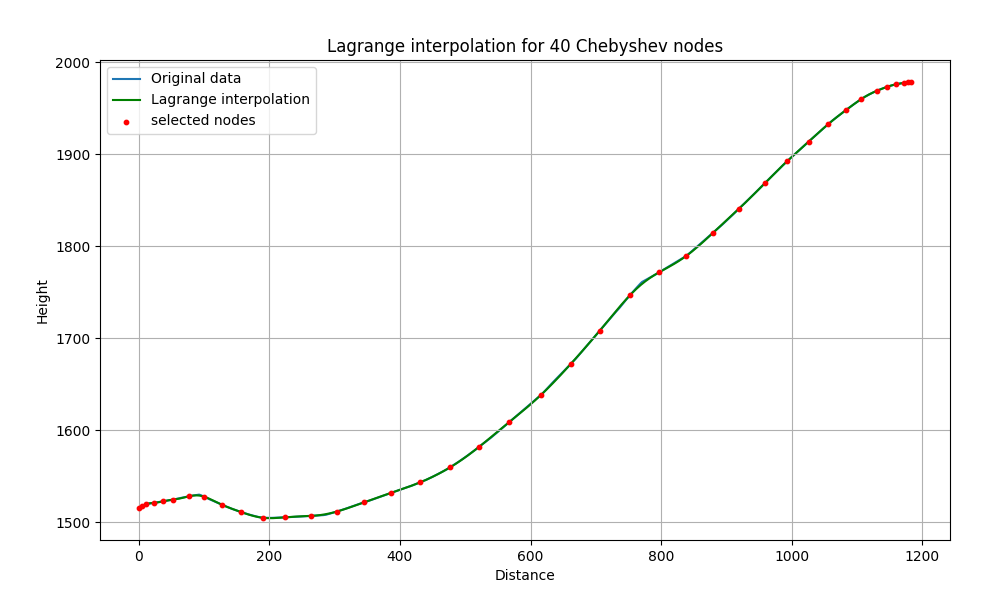 Lagrange interpolation for 40 Chebyshev nodes
Original data
Lagrange interpolation
selected nodes
2000
1900
1800
1700
1600
1500
Height
0 200 400 600 800 1000 1200
Distance